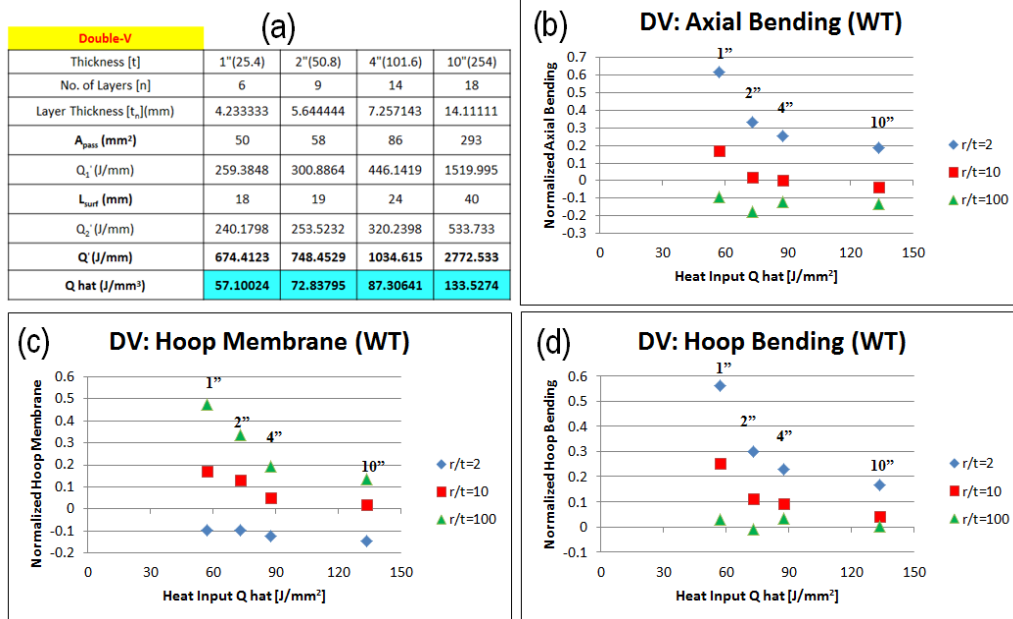 (a)
Double-V
Thickness [t] 1"(25.4) 2"(50.8) 4"(101.6) 10"(254)
No. of Layers [n] 6 9 14 18
Layer Thickness [tn](mm) 4.233333 5.644444 7.257143 14.11111
Apass (mm²) 50 58 86 293
Q1˙(J/mm) 259.3848 300.8864 446.1419 1519.995
Lsurf (mm) 18 19 24 40
Q2˙(J/mm) 240.1798 253.5232 320.2398 533.733
Q˙(J/mm) 674.4123 748.4529 1034.615 2772.533
Q hat (J/mm³) 57.10024 72.83795 87.30641 133.5274
(b)
DV: Axial Bending (WT)
Normalized Axial Bending
0.7
0.6
0.5
0.4
0.3
0.2
0.1
0
-0.1
-0.2
-0.3
1”
2”
4”
10”
r/t=2
r/t=10
r/t=100
0 30 60 90 120 150
Heat Input Q hat [J/mm²]
(c)
DV: Hoop Membrane (WT)
Normalized Hoop Membrane
0.6
0.5
0.4
0.3
0.2
0.1
0
-0.1
-0.2
1”
2”
4”
10”
r/t=2
r/t=10
r/t=100
0 30 60 90 120 150
Heat Input Q hat [J/mm²]
(d)
DV: Hoop Bending (WT)
Normalized Hoop Bending
0.6
0.5
0.4
0.3
0.2
0.1
0
-0.1
1”
2”
4”
10”
r/t=2
r/t=10
r/t=100
0 30 60 90 120 150
Heat Input Q hat [J/mm²]